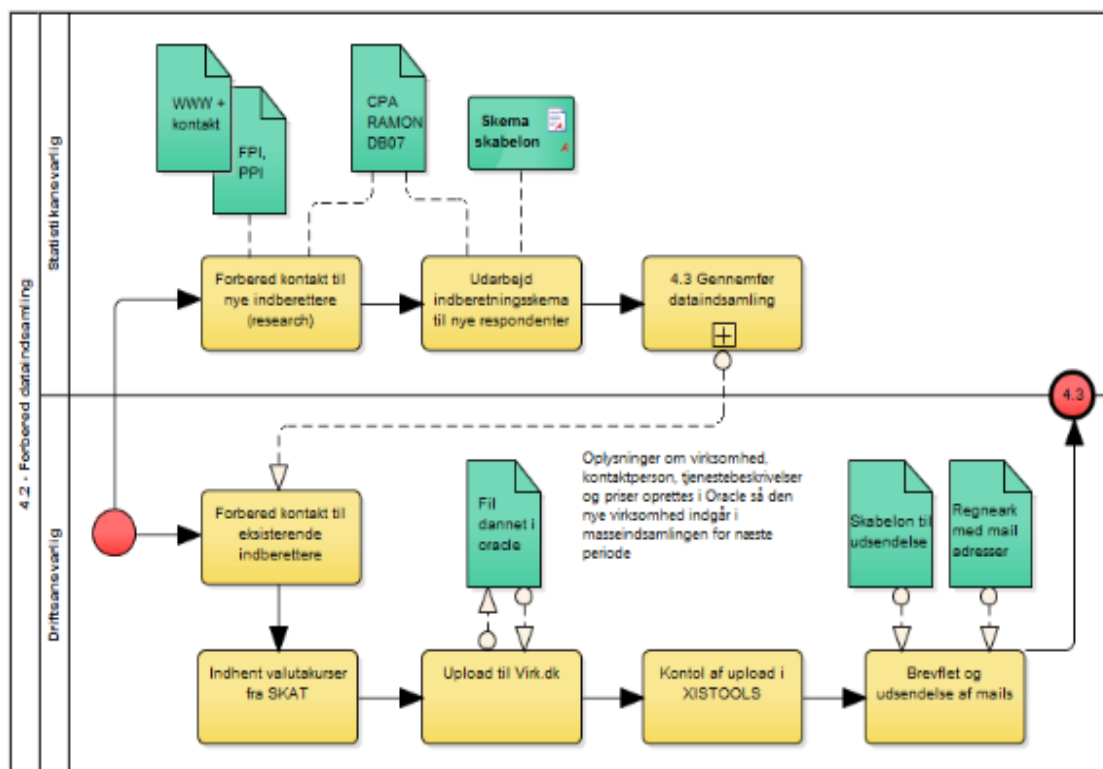 4.2 - Forbered dataindsamling
Statistikansvarlig
WWW +
kontakt
FPI,
PPI
CPA
RAMON
DB07
Skema
skabelon
Forbered kontakt til
nye indberettere
(research)
Udarbejd
indberetningsskema
til nye respondenter
4.3 Gennemfør
dataindsamling
4.3
Driftsansvarlig
Forbered kontakt til
eksisterende
indberettere
Fil
dannet i
oracle
Oplysninger om virksomhed,
kontaktperson, tjenestebeskrivelser
og priser oprettes i Oracle så den
nye virksomhed indgår i
masseindsamlingen for næste
periode
Skabelon til
udsendelse
Regneark
med mail
adresser
Indhent valutakurser
fra SKAT
Upload til Virk.dk
Kontol af upload i
XISTOOLS
Brevflet og
udsendelse af mails